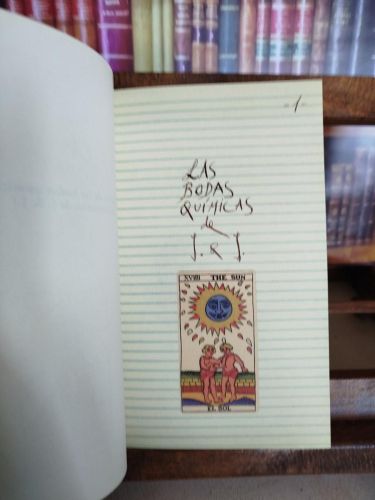 -1-
LAS
BODAS
QUÍMICAS
de
J. R J.
XVIIII THE SUN
EL SOL